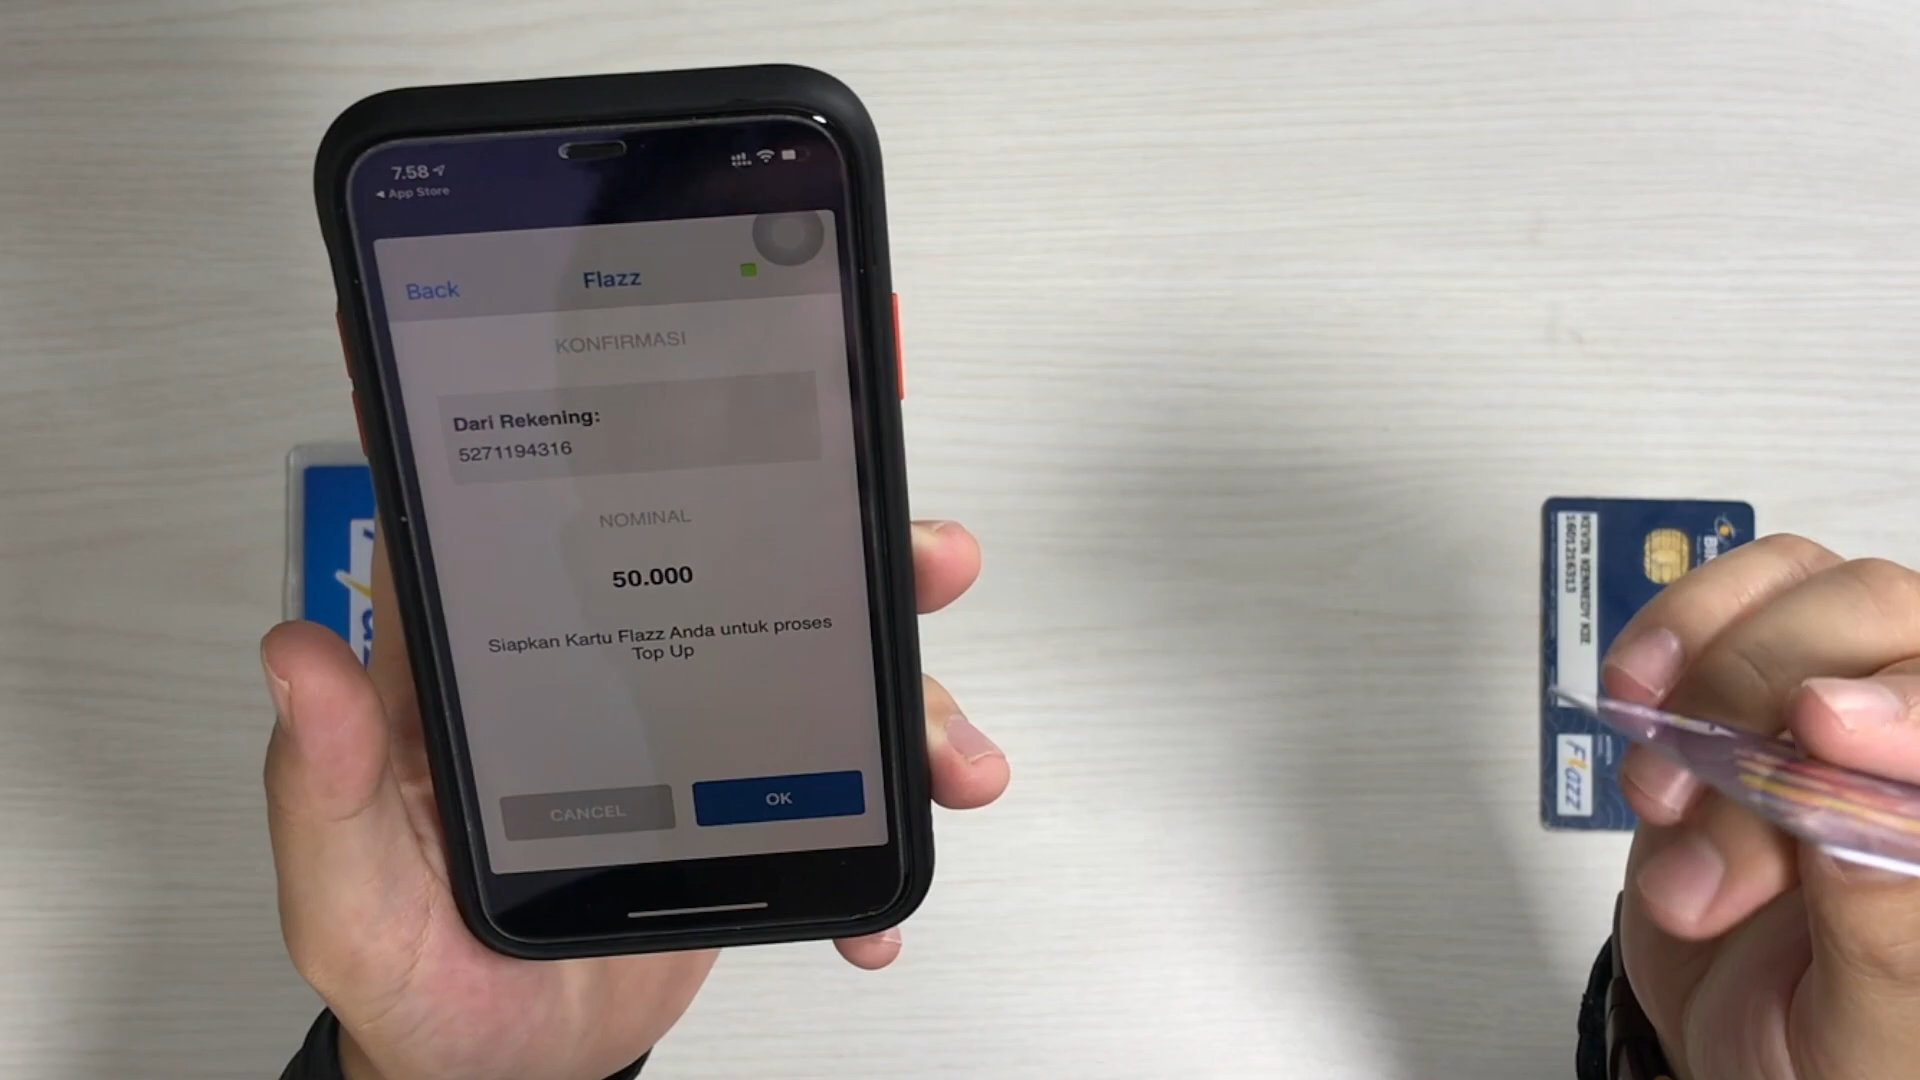 7.58
◄ App Store
Back
Flazz
KONFIRMASI
Dari Rekening:
5271194316
NOMINAL
50.000
Siapkan Kartu Flazz Anda untuk proses
Top Up
CANCEL
OK
KEVIN KENNEDY KOE
1601216313
Flazz